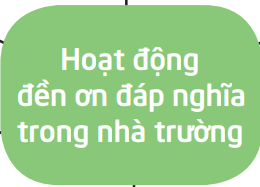 Hoạt động
đền ơn đáp nghĩa
trong nhà trường